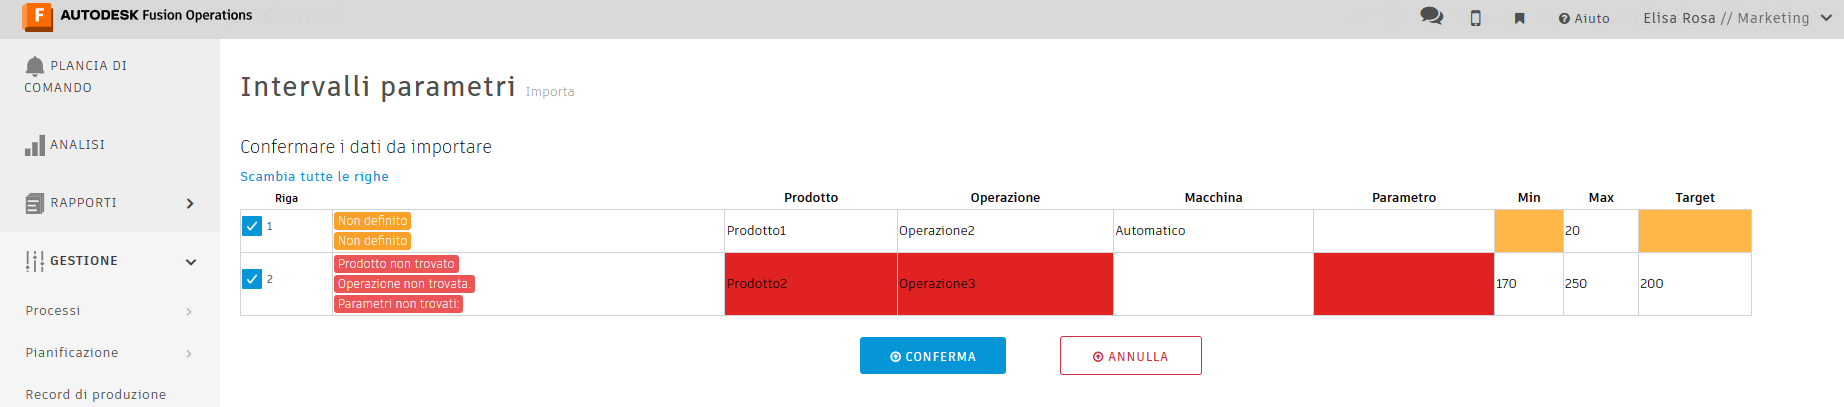 AUTODESK Fusion Operations
Aiuto
Elisa Rosa // Marketing
PLANCIA DI
COMANDO
ANALISI
RAPPORTI
GESTIONE
Processi
Pianificazione
Record di produzione
Intervalli parametri Importa
Confermare i dati da importare
Scambia tutte le righe
Riga Prodotto Operazione Macchina Parametro Min Max Target
1 Non definito Prodotto1 Operazione2 Automatico 20
Non definito
2 Prodotto non trovato Prodotto2 Operazione3 170 250 200
Operazione non trovata.
Parametri non trovati:
CONFERMA ANNULLA